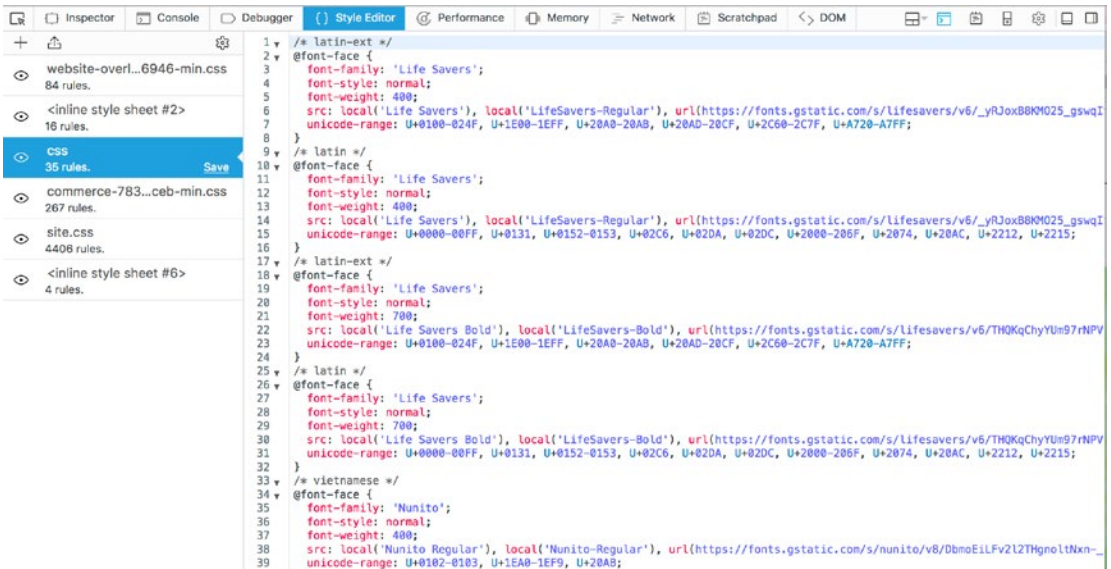 Inspector Console Debugger { } Style Editor Performance Memory Network Scratchpad DOM
website-overl...6946-min.css
84 rules.
<inline style sheet #2>
16 rules.
css
35 rules. Save
commerce-783...ceb-min.css
267 rules.
site.css
4406 rules.
<inline style sheet #6>
4 rules.
1 /* latin-ext */
2 @font-face {
3 font-family: 'Life Savers';
4 font-style: normal;
5 font-weight: 400;
6 src: local('Life Savers'), local('LifeSavers-Regular'), url(https://fonts.gstatic.com/s/lifesavers/v6/_yRJoxB8KMO25_gswqI
7 unicode-range: U+0100-024F, U+1E00-1EFF, U+20A0-20AB, U+20AD-20CF, U+2C60-2C7F, U+A720-A7FF;
8 }
9 /* latin */
10 @font-face {
11 font-family: 'Life Savers';
12 font-style: normal;
13 font-weight: 400;
14 src: local('Life Savers'), local('LifeSavers-Regular'), url(https://fonts.gstatic.com/s/lifesavers/v6/_yRJoxB8KMO25_gswqI
15 unicode-range: U+0000-00FF, U+0131, U+0152-0153, U+02C6, U+02DA, U+02DC, U+2000-206F, U+2074, U+20AC, U+2212, U+2215;
16 }
17 /* latin-ext */
18 @font-face {
19 font-family: 'Life Savers';
20 font-style: normal;
21 font-weight: 700;
22 src: local('Life Savers Bold'), local('LifeSavers-Bold'), url(https://fonts.gstatic.com/s/lifesavers/v6/THQKqChyYUm97rNPV
23 unicode-range: U+0100-024F, U+1E00-1EFF, U+20A0-20AB, U+20AD-20CF, U+2C60-2C7F, U+A720-A7FF;
24 }
25 /* latin */
26 @font-face {
27 font-family: 'Life Savers';
28 font-style: normal;
29 font-weight: 700;
30 src: local('Life Savers Bold'), local('LifeSavers-Bold'), url(https://fonts.gstatic.com/s/lifesavers/v6/THQKqChyYUm97rNPV
31 unicode-range: U+0000-00FF, U+0131, U+0152-0153, U+02C6, U+02DA, U+02DC, U+2000-206F, U+2074, U+20AC, U+2212, U+2215;
32 }
33 /* vietnamese */
34 @font-face {
35 font-family: 'Nunito';
36 font-style: normal;
37 font-weight: 400;
38 src: local('Nunito Regular'), local('Nunito-Regular'), url(https://fonts.gstatic.com/s/nunito/v8/DbmoEiLFv2l2THgnoltNxn-_
39 unicode-range: U+0102-0103, U+1EA0-1EF9, U+20AB;